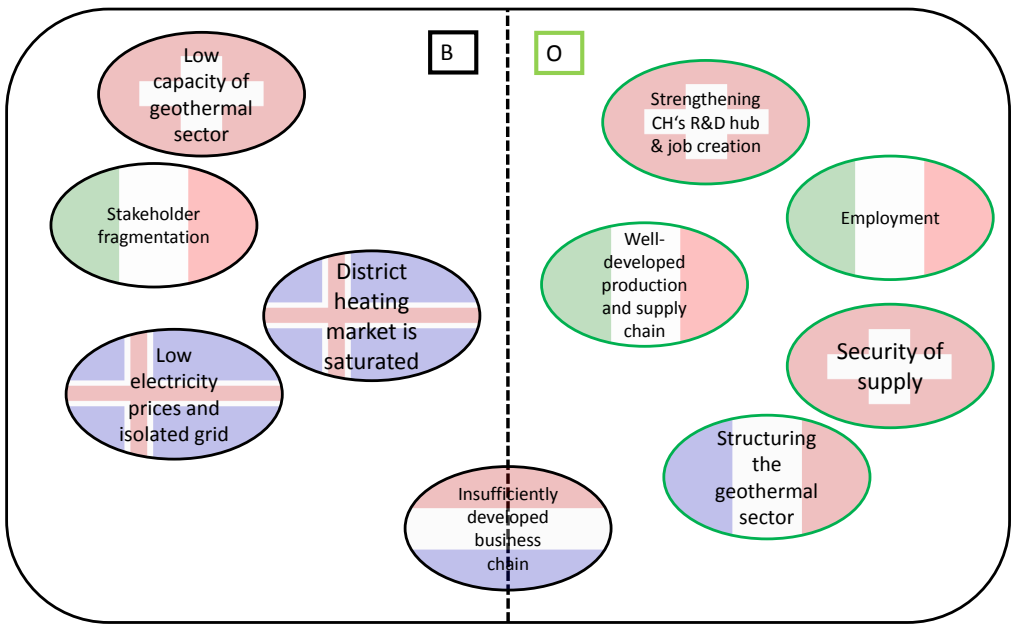 B
O
Low
capacity of
geothermal
sector
Stakeholder
fragmentation
District
heating
market is
saturated
Low
electricity
prices and
isolated grid
Insufficiently
developed
business
chain
Strengthening
CH‘s R&D hub
& job creation
Employment
Well-
developed
production
and supply
chain
Security of
supply
Structuring
the
geothermal
sector